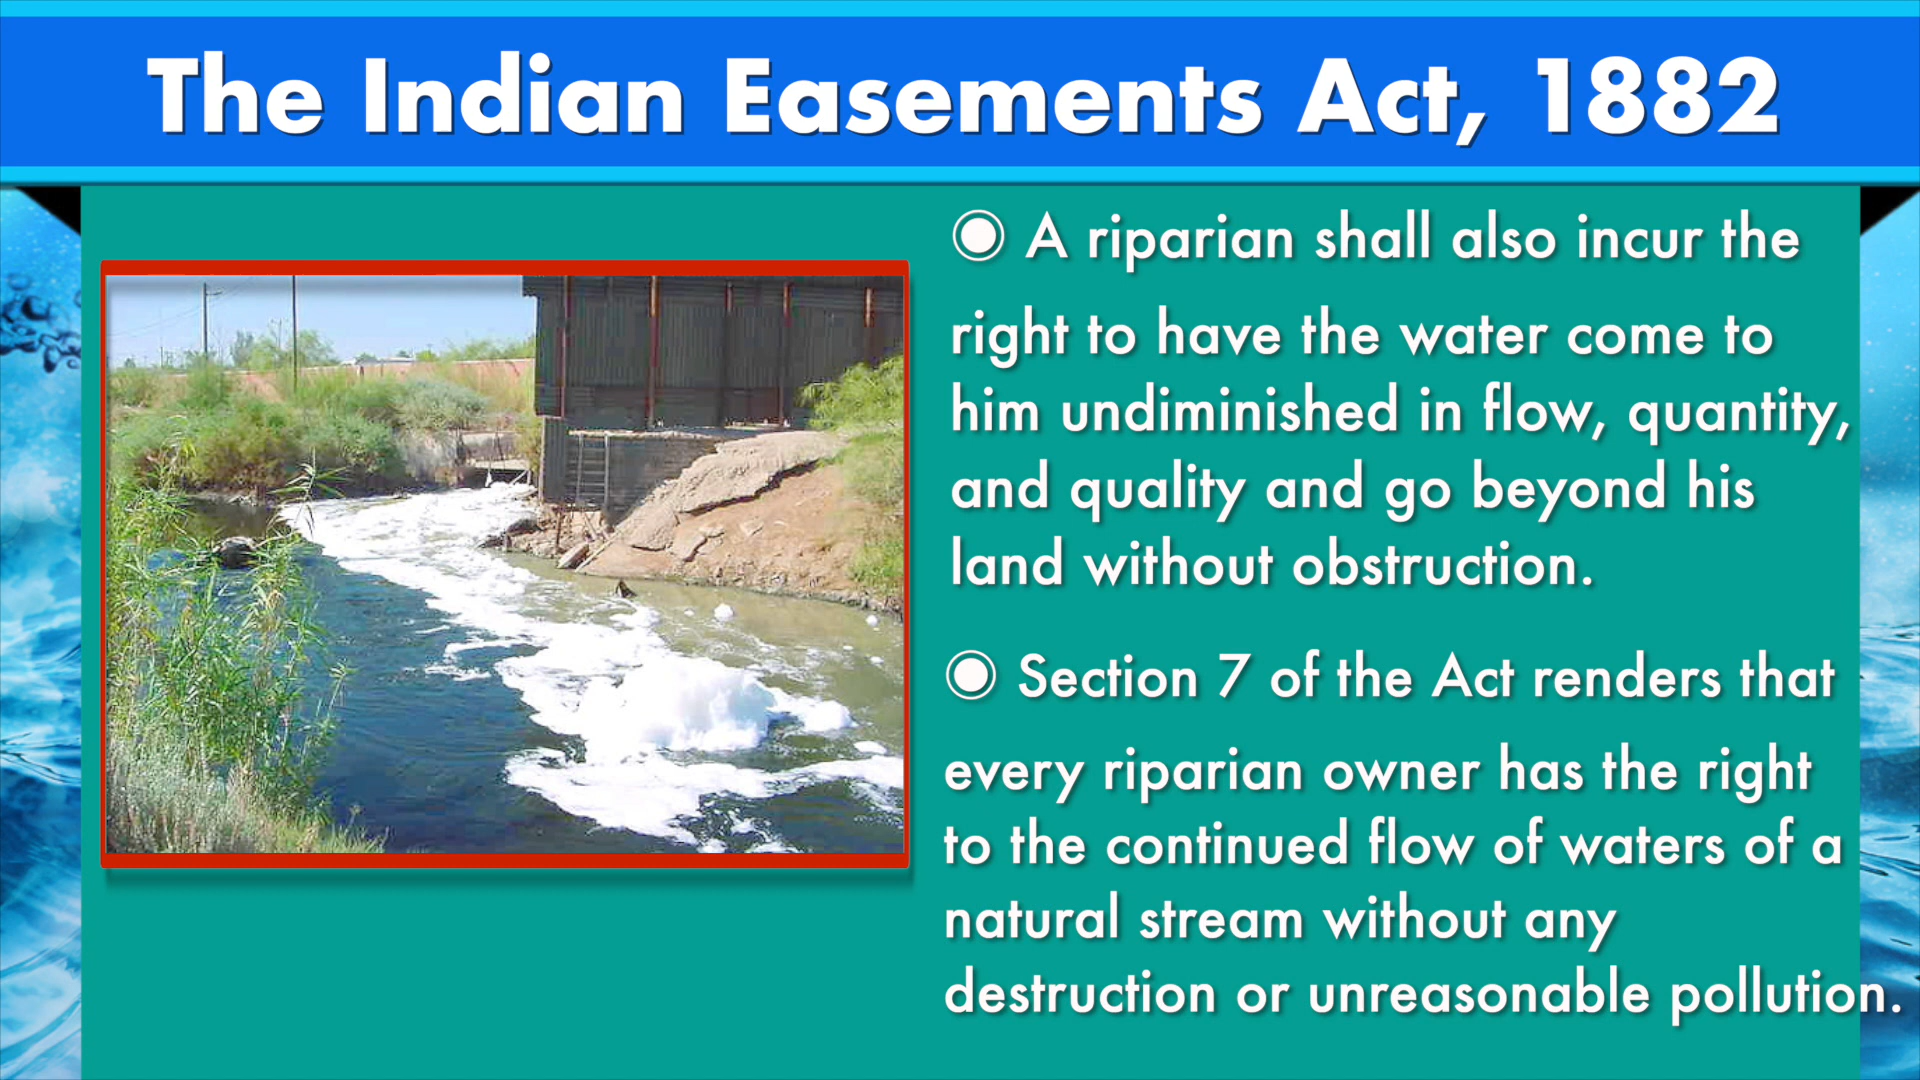 The Indian Easements Act, 1882
◉ A riparian shall also incur the
right to have the water come to
him undiminished in flow, quantity,
and quality and go beyond his
land without obstruction.
◉ Section 7 of the Act renders that
every riparian owner has the right
to the continued flow of waters of a
natural stream without any
destruction or unreasonable pollution.